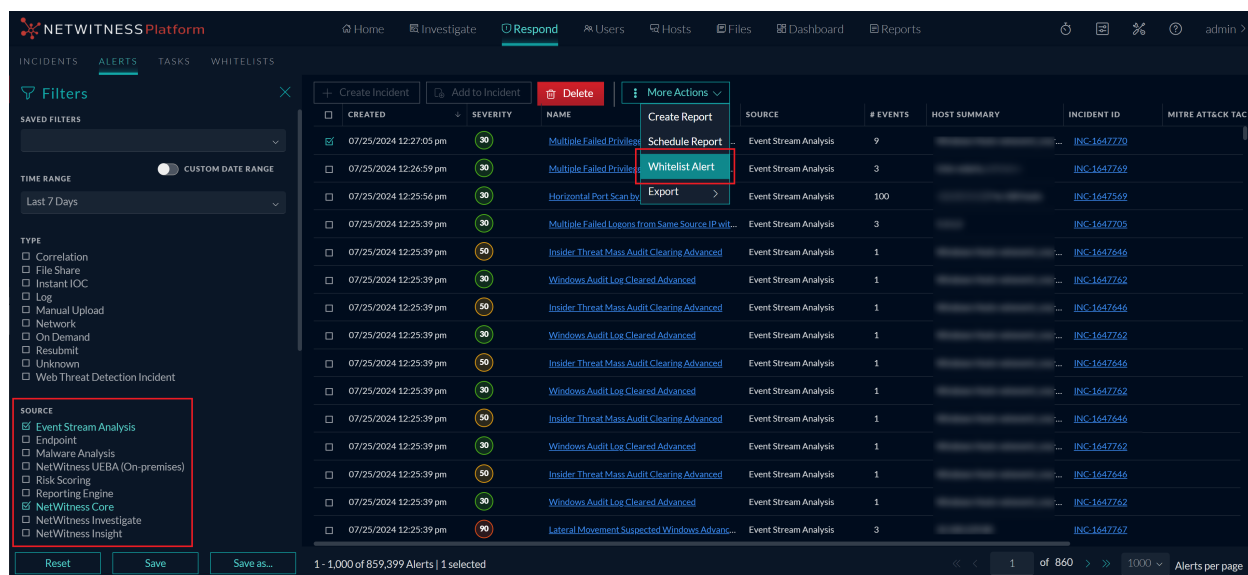 NETWITNESS Platform
Home Investigate Respond Users Hosts Files Dashboard Reports admin
INCIDENTS ALERTS TASKS WHITELISTS
Filters
SAVED FILTERS
CUSTOM DATE RANGE
TIME RANGE
Last 7 Days
TYPE
Correlation
File Share
Instant IOC
Log
Manual Upload
Network
On Demand
Resubmit
Unknown
Web Threat Detection Incident
SOURCE
Event Stream Analysis
Endpoint
Malware Analysis
NetWitness UEBA (On-premises)
Risk Scoring
Reporting Engine
NetWitness Core
NetWitness Investigate
NetWitness Insight
Reset Save Save as...
+ Create Incident Add to Incident Delete More Actions
Create Report
Schedule Report
Whitelist Alert
Export
CREATED SEVERITY NAME SOURCE # EVENTS HOST SUMMARY INCIDENT ID MITRE ATT&CK TAC
07/25/2024 12:27:05 pm 30 Multiple Failed Privilege ... Event Stream Analysis 9 ... INC-1647770
07/25/2024 12:26:59 pm 30 Multiple Failed Privileg Event Stream Analysis 3 INC-1647769
07/25/2024 12:25:56 pm 30 Horizontal Port Scan by Event Stream Analysis 100 INC-1647569
07/25/2024 12:25:39 pm 30 Multiple Failed Logons from Same Source IP wit... Event Stream Analysis 3 INC-1647705
07/25/2024 12:25:39 pm 50 Insider Threat Mass Audit Clearing Advanced Event Stream Analysis 1 ... INC-1647646
07/25/2024 12:25:39 pm 30 Windows Audit Log Cleared Advanced Event Stream Analysis 1 ... INC-1647762
07/25/2024 12:25:39 pm 50 Insider Threat Mass Audit Clearing Advanced Event Stream Analysis 1 ... INC-1647646
07/25/2024 12:25:39 pm 30 Windows Audit Log Cleared Advanced Event Stream Analysis 1 ... INC-1647762
07/25/2024 12:25:39 pm 50 Insider Threat Mass Audit Clearing Advanced Event Stream Analysis 1 ... INC-1647646
07/25/2024 12:25:39 pm 30 Windows Audit Log Cleared Advanced Event Stream Analysis 1 ... INC-1647762
07/25/2024 12:25:39 pm 50 Insider Threat Mass Audit Clearing Advanced Event Stream Analysis 1 ... INC-1647646
07/25/2024 12:25:39 pm 30 Windows Audit Log Cleared Advanced Event Stream Analysis 1 ... INC-1647762
07/25/2024 12:25:39 pm 50 Insider Threat Mass Audit Clearing Advanced Event Stream Analysis 1 ... INC-1647646
07/25/2024 12:25:39 pm 30 Windows Audit Log Cleared Advanced Event Stream Analysis 1 ... INC-1647762
07/25/2024 12:25:39 pm 90 Lateral Movement Suspected Windows Advanc... Event Stream Analysis 3 INC-1647767
1 - 1,000 of 859,399 Alerts | 1 selected
1 of 860 1000 Alerts per page